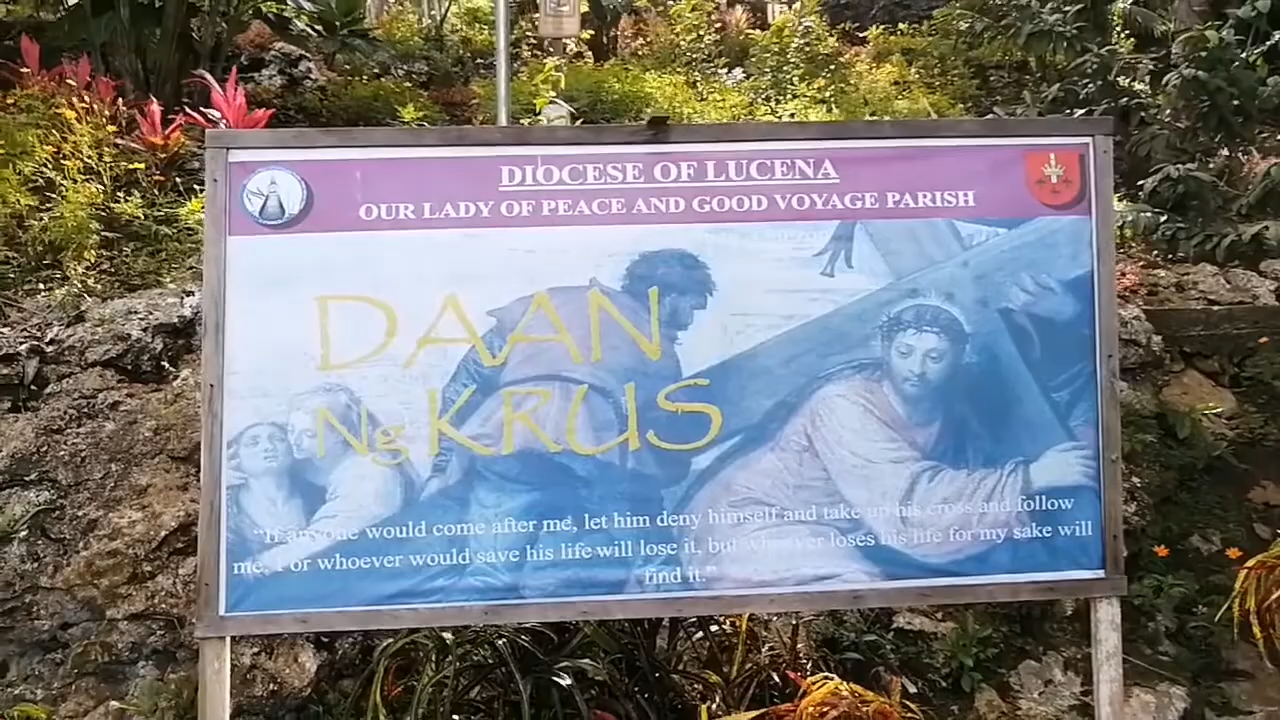 DIOCESE OF LUCENA
OUR LADY OF PEACE AND GOOD VOYAGE PARISH
DAAN
Ng KRUS
"If anyone would come after me, let him deny himself and take up his cross and follow
me. For whoever would save his life will lose it, but whoever loses his life for my sake will
find it."